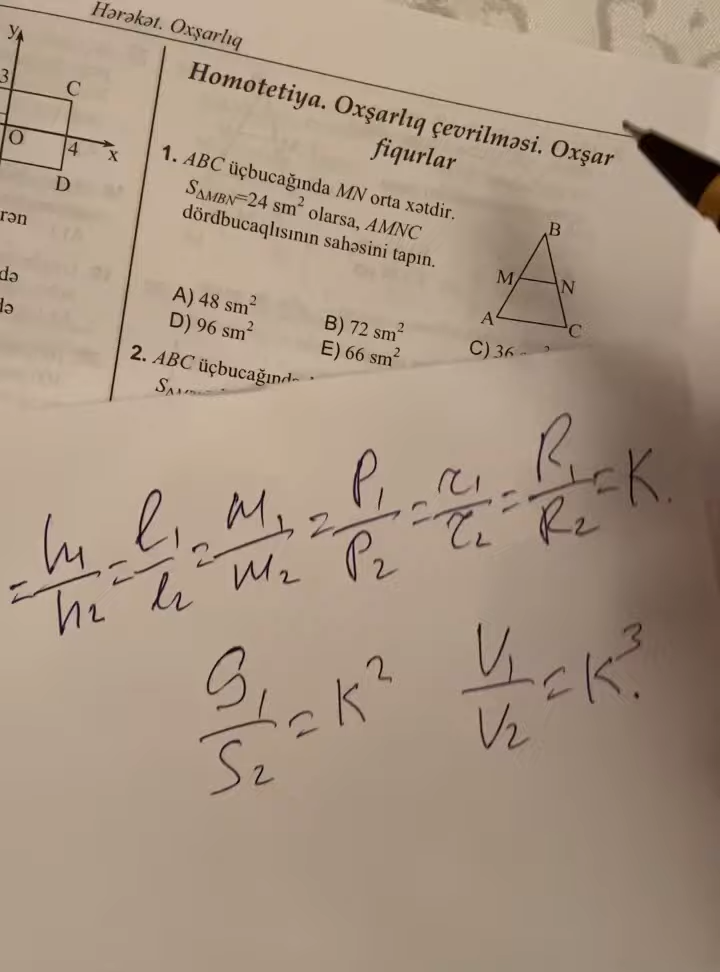 Hərəkət. Oxşarlıq
y
3
C
O
4
x
D
rən
də
lə
Homotetiya. Oxşarlıq çevrilməsi. Oxşar
fiqurlar
1. ABC üçbucağında MN orta xətdir.
S△MBN=24 sm² olarsa, AMNC
dördbucaqlısının sahəsini tapın.
B
M
N
A
C
A) 48 sm²
B) 72 sm²
C) 36
D) 96 sm²
E) 66 sm²
2. ABC üçbucağında
= h₁/h₂ = l₁/l₂ = m₁/m₂ = P₁/P₂ = r₁/r₂ = R₁/R₂ = K.
S₁/S₂ = K² V₁/V₂ = K³.